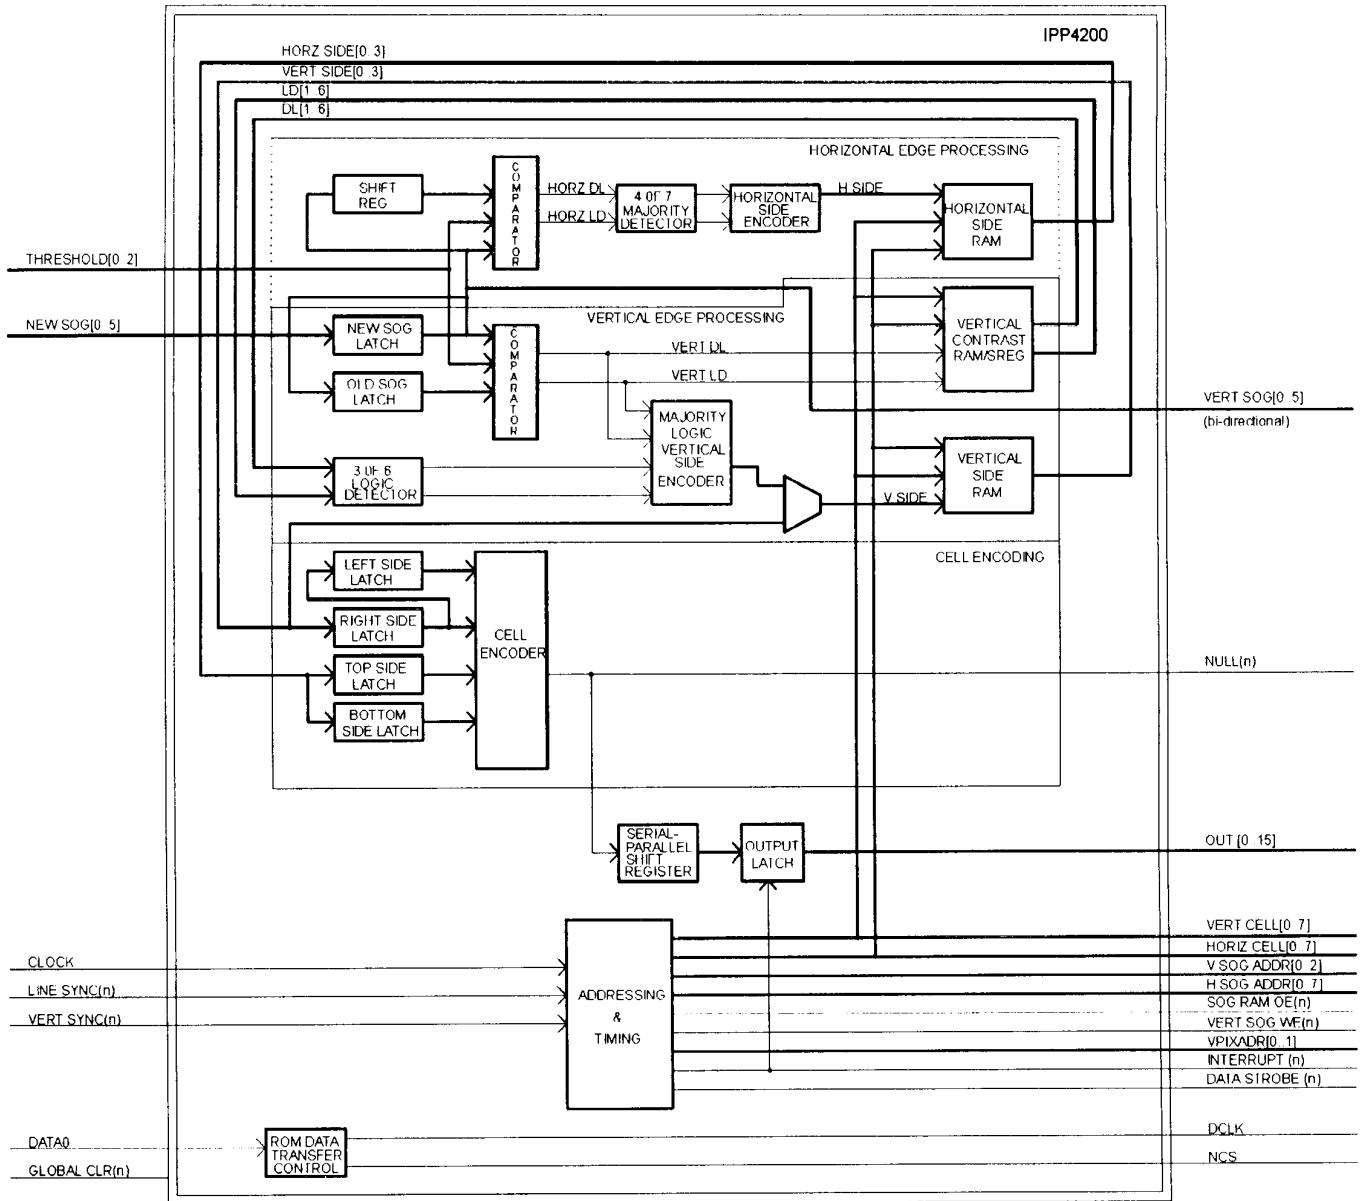 IPP4200
HORZ SIDE[0..3]
VERT SIDE[0..3]
LD[1..6]
DL[1..6]
HORIZONTAL EDGE PROCESSING
SHIFT
REG
COMPARATOR
HORZ DL
HORZ LD
4 OF 7
MAJORITY
DETECTOR
HORIZONTAL
SIDE
ENCODER
H SIDE
HORIZONTAL
SIDE
RAM
THRESHOLD[0..2]
NEW SOG[0..5]
VERTICAL EDGE PROCESSING
NEW SOG
LATCH
OLD SOG
LATCH
COMPARATOR
VERT DL
VERT LD
VERTICAL
CONTRAST
RAM/SREG
VERT SOG[0..5]
(bi-directional)
MAJORITY
LOGIC
VERTICAL
SIDE
ENCODER
3 OF 6
LOGIC
DETECTOR
V SIDE
VERTICAL
SIDE
RAM
CELL ENCODING
LEFT SIDE
LATCH
RIGHT SIDE
LATCH
TOP SIDE
LATCH
BOTTOM
SIDE LATCH
CELL
ENCODER
NULL(n)
SERIAL-
PARALLEL
SHIFT
REGISTER
OUTPUT
LATCH
OUT [0..15]
CLOCK
LINE SYNC(n)
VERT SYNC(n)
ADDRESSING
&
TIMING
VERT CELL[0..7]
HORIZ CELL[0..7]
V SOG ADDR[0..2]
H SOG ADDR[0..7]
SOG RAM OE(n)
VERT SOG WE(n)
VPIXADR[0..1]
INTERRUPT (n)
DATA STROBE (n)
DATA0
GLOBAL CLR(n)
ROM DATA
TRANSFER
CONTROL
DCLK
NCS